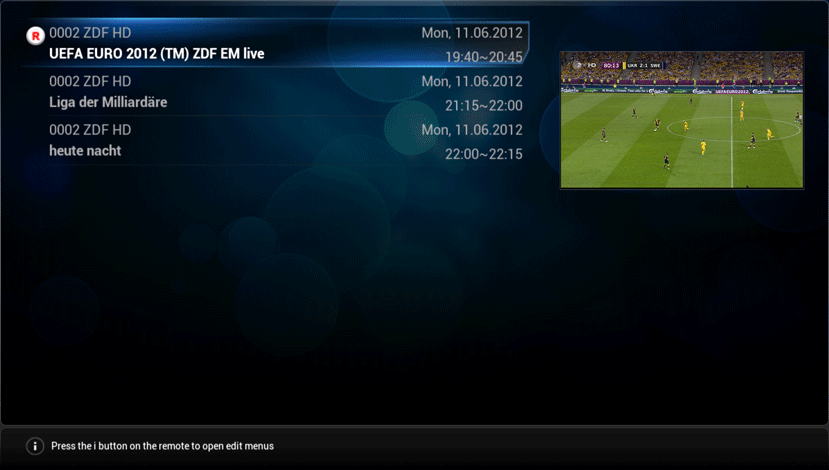 R
0002 ZDF HD
Mon, 11.06.2012
UEFA EURO 2012 (TM) ZDF EM live
19:40~20:45
0002 ZDF HD
Mon, 11.06.2012
Liga der Milliardäre
21:15~22:00
0002 ZDF HD
Mon, 11.06.2012
heute nacht
22:00~22:15
80:13 UKR 2:1 SWE
UEFAEURO2012
i
Press the i button on the remote to open edit menus